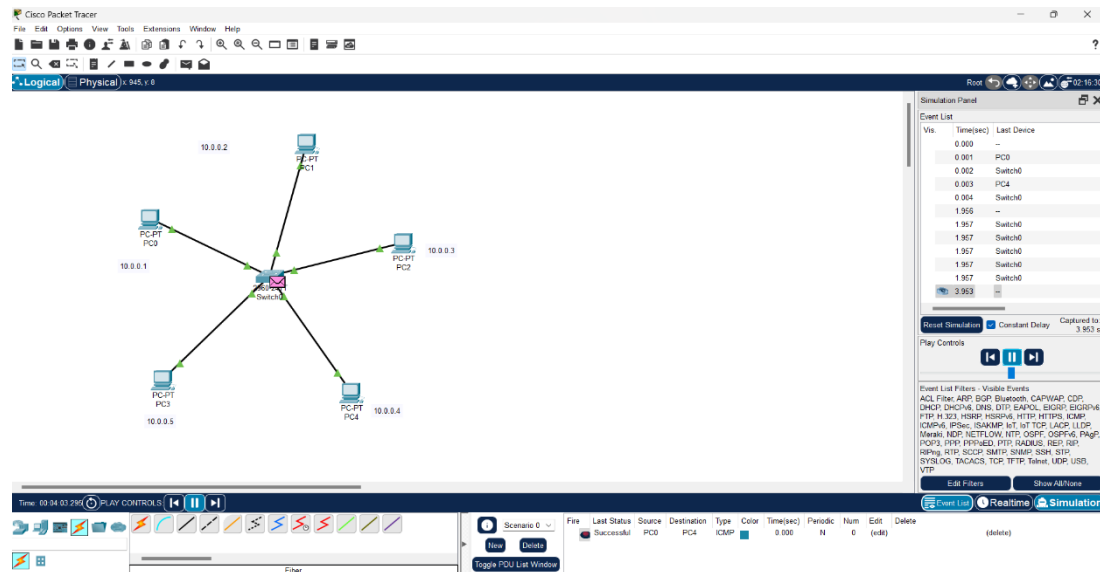 Cisco Packet Tracer
File Edit Options View Tools Extensions Window Help
?
Logical Physical x: 945, y: 8
Root 02:16:30
10.0.0.2
PC-PT
PC1
PC-PT
PC0
10.0.0.1
PC-PT
PC2
10.0.0.3
Switch0
PC-PT
PC3
10.0.0.5
PC-PT
PC4
10.0.0.4
Simulation Panel
Event List
Vis. Time(sec) Last Device
0.000 --
0.001 PC0
0.002 Switch0
0.003 PC4
0.004 Switch0
1.956 --
1.957 Switch0
1.957 Switch0
1.957 Switch0
1.957 Switch0
1.957 Switch0
3.953 --
Reset Simulation Constant Delay Captured to:
3.953 s
Play Controls
Event List Filters - Visible Events
ACL Filter, ARP, BGP, Bluetooth, CAPWAP, CDP,
DHCP, DHCPv6, DNS, DTP, EAPOL, EIGRP, EIGRPv6
FTP, H.323, HSRP, HSRPv6, HTTP, HTTPS, ICMP,
ICMPv6, IPSec, ISAKMP, IoT, IoT TCP, LACP, LLDP,
Meraki, NDP, NETFLOW, NTP, OSPF, OSPFv6, PAgP,
POP3, PPP, PPPoED, PTP, RADIUS, REP, RIP,
RIPng, RTP, SCCP, SMTP, SNMP, SSH, STP,
SYSLOG, TACACS, TCP, TFTP, Telnet, UDP, USB,
VTP
Edit Filters Show All/None
Time: 00:04:03.295 PLAY CONTROLS
Event List Realtime Simulation
Scenario 0
New Delete
Toggle PDU List Window
Fire Last Status Source Destination Type Color Time(sec) Periodic Num Edit Delete
Successful PC0 PC4 ICMP 0.000 N 0 (edit) (delete)
Fiber